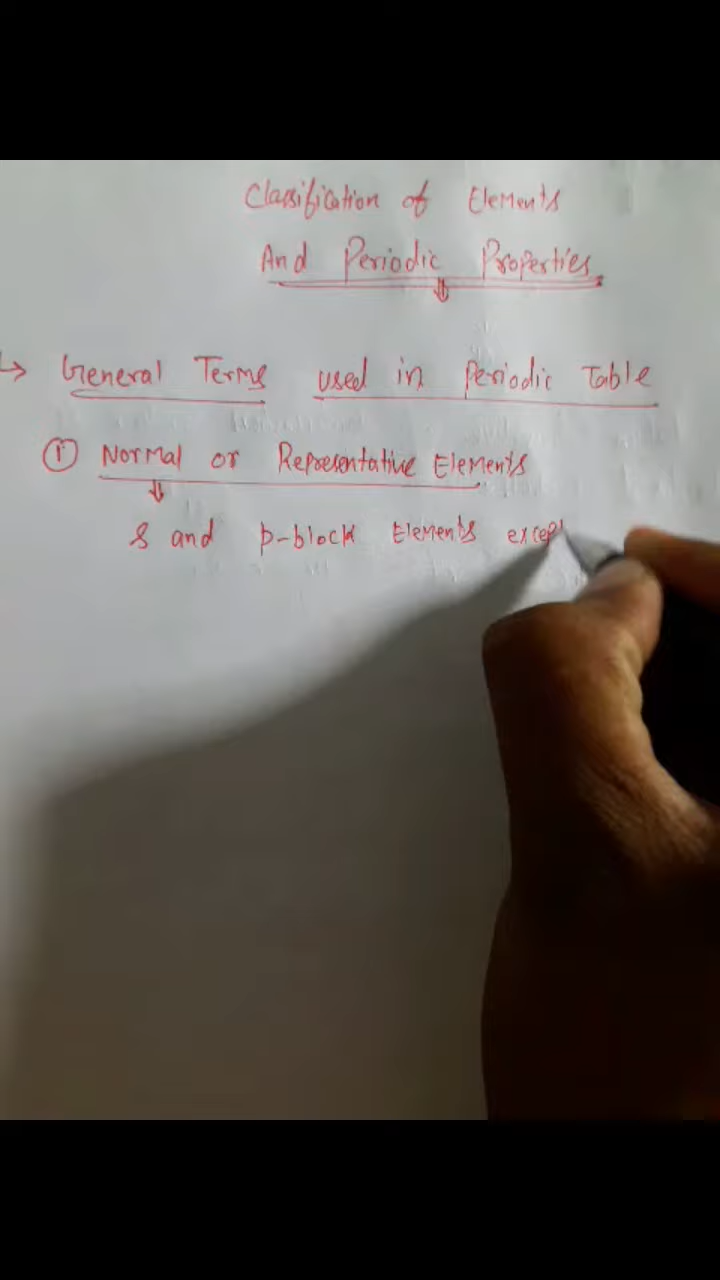 Classification of Elements
And Periodic Properties
↳ General Terms used in Periodic Table
① Normal or Representative Elements
s and p-block Elements except